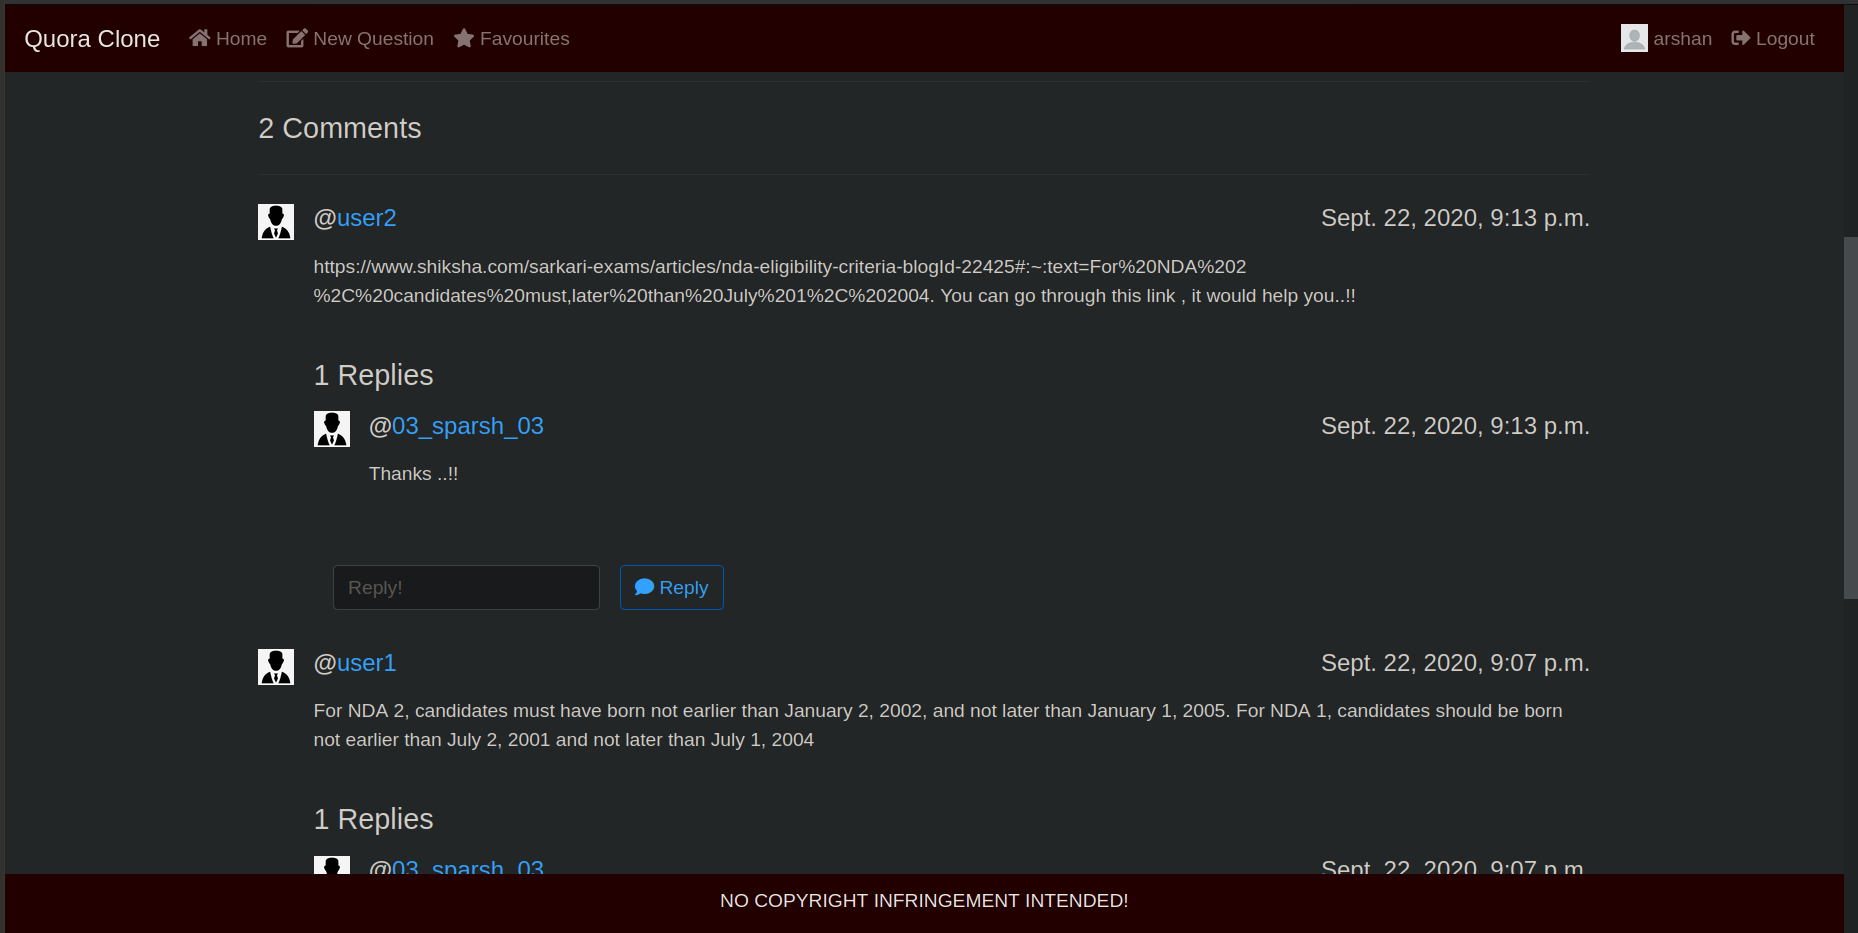 Quora Clone Home New Question Favourites arshan Logout
2 Comments
@user2 Sept. 22, 2020, 9:13 p.m.
https://www.shiksha.com/sarkari-exams/articles/nda-eligibility-criteria-blogId-22425#:~:text=For%20NDA%202
%2C%20candidates%20must,later%20than%20July%201%2C%202004. You can go through this link , it would help you..!!
1 Replies
@03_sparsh_03 Sept. 22, 2020, 9:13 p.m.
Thanks ..!!
Reply! Reply
@user1 Sept. 22, 2020, 9:07 p.m.
For NDA 2, candidates must have born not earlier than January 2, 2002, and not later than January 1, 2005. For NDA 1, candidates should be born
not earlier than July 2, 2001 and not later than July 1, 2004
1 Replies
@03_sparsh_03 Sept. 22, 2020, 9:07 p.m.
NO COPYRIGHT INFRINGEMENT INTENDED!